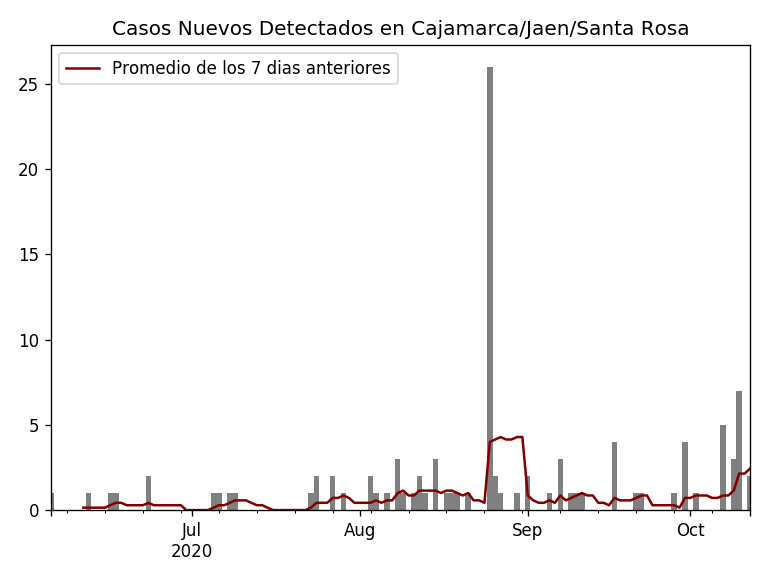 Casos Nuevos Detectados en Cajamarca/Jaen/Santa Rosa
Promedio de los 7 dias anteriores
25
20
15
10
5
0
Jul
2020
Aug
Sep
Oct